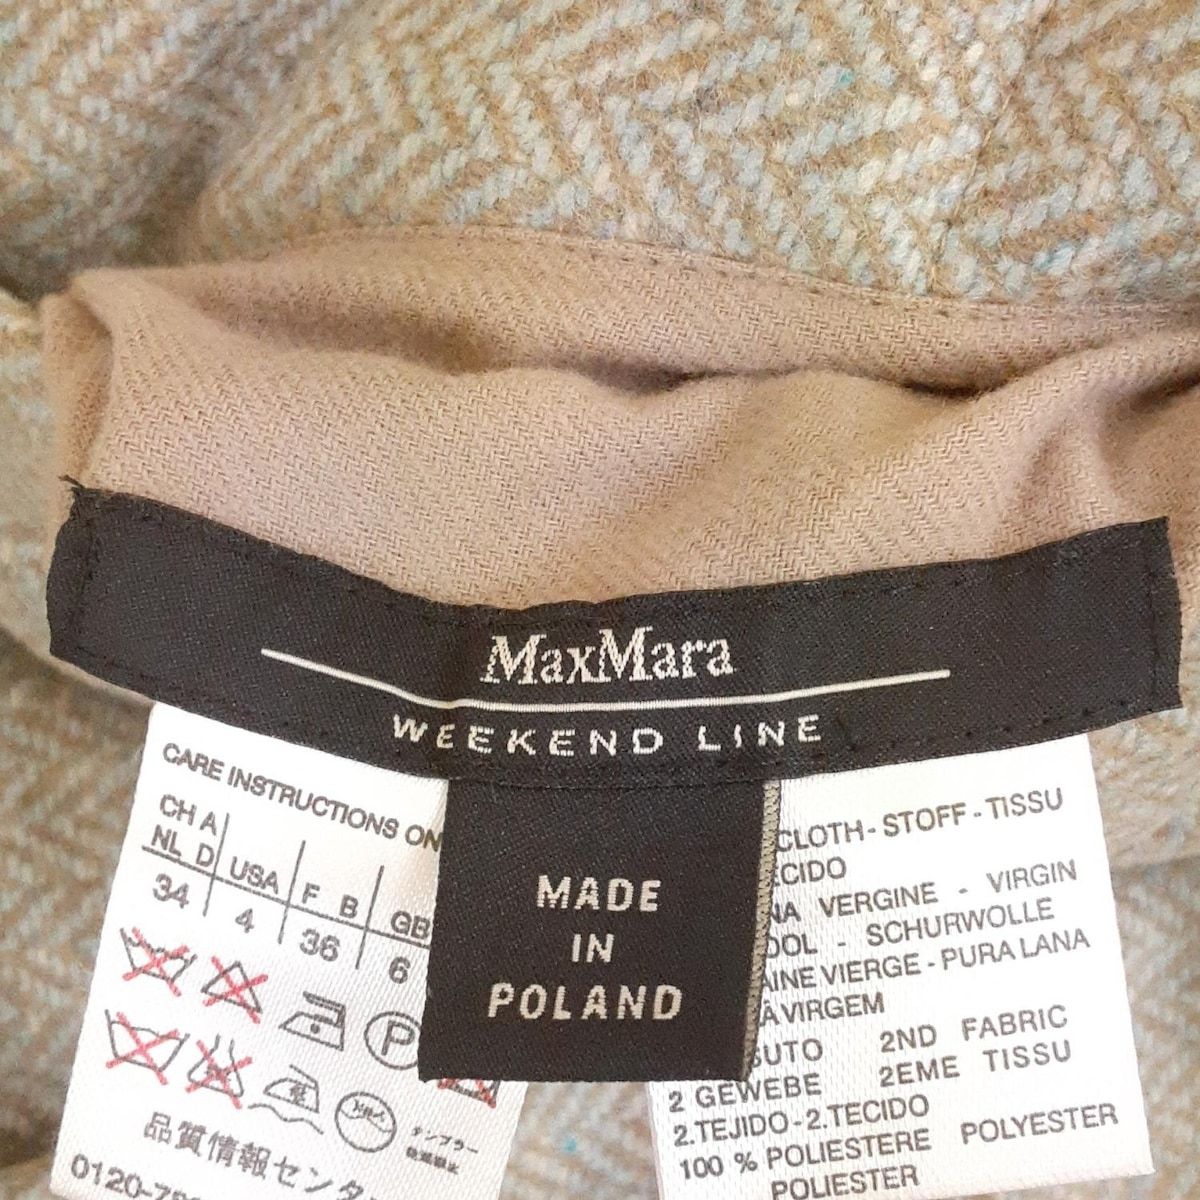 MaxMara
WEEKEND LINE
MADE
IN
POLAND
CARE INSTRUCTIONS ON
CH A
NL D USA F B GB
34 4 36 6
P
品質情報センタ
0120-78
CLOTH - STOFF - TISSU
ECIDO
NA VERGINE - VIRGIN
OOL - SCHURWOLLE
AINE VIERGE - PURA LANA
A VIRGEM
SUTO 2ND FABRIC
2 GEWEBE 2EME TISSU
2.TEJIDO-2.TECIDO
100 % POLIESTERE POLYESTER
POLIESTER